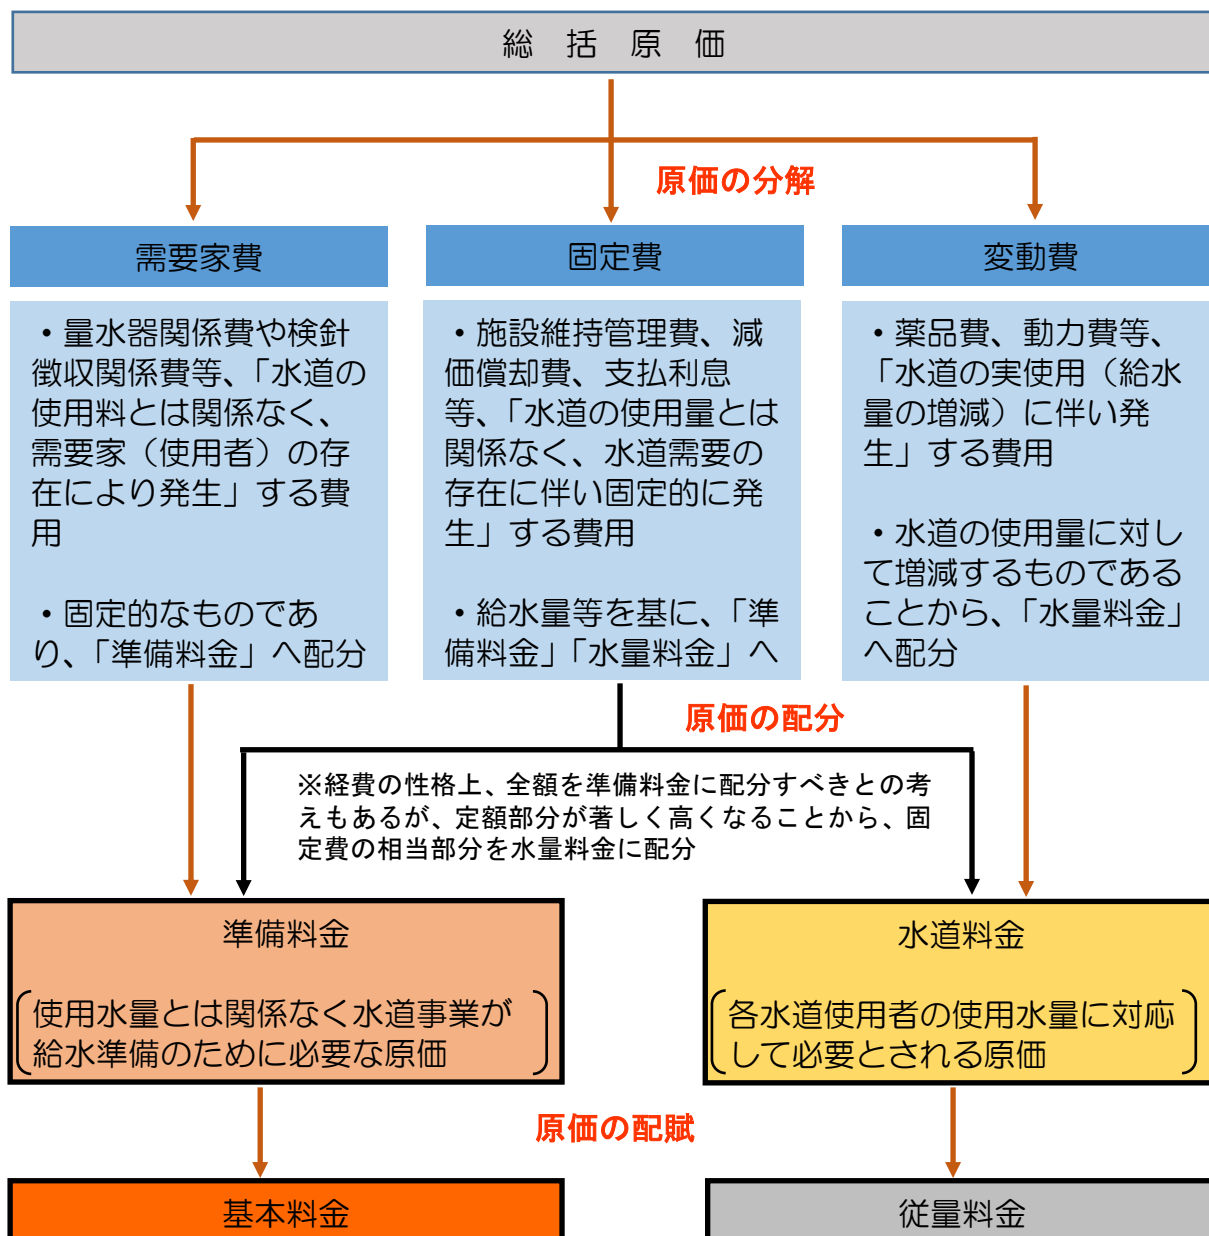 総括原価
原価の分解
需要家費
・量水器関係費や検針
徴収関係費等、「水道の
使用料とは関係なく、
需要家（使用者）の存
在により発生」する費
用
・固定的なものであ
り、「準備料金」へ配分
固定費
・施設維持管理費、減
価償却費、支払利息
等、「水道の使用量とは
関係なく、水道需要の
存在に伴い固定的に発
生」する費用
・給水量等を基に、「準
備料金」「水量料金」へ
変動費
・薬品費、動力費等、
「水道の実使用（給水
量の増減）に伴い発
生」する費用
・水道の使用量に対し
て増減するものである
ことから、「水量料金」
へ配分
原価の配分
※経費の性格上、全額を準備料金に配分すべきとの考
えもあるが、定額部分が著しく高くなることから、固
定費の相当部分を水量料金に配分
準備料金
使用水量とは関係なく水道事業が
給水準備のために必要な原価
水道料金
各水道使用者の使用水量に対応
して必要とされる原価
原価の配賦
基本料金
従量料金